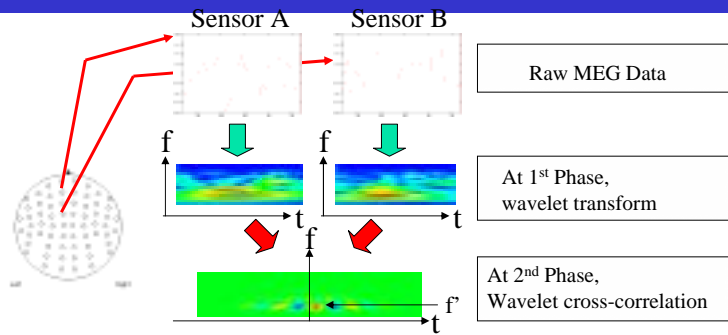 Sensor A
Sensor B
Raw MEG Data
f
f
At 1st Phase,
wavelet transform
t
t
f
At 2nd Phase,
Wavelet cross-correlation
f'
t